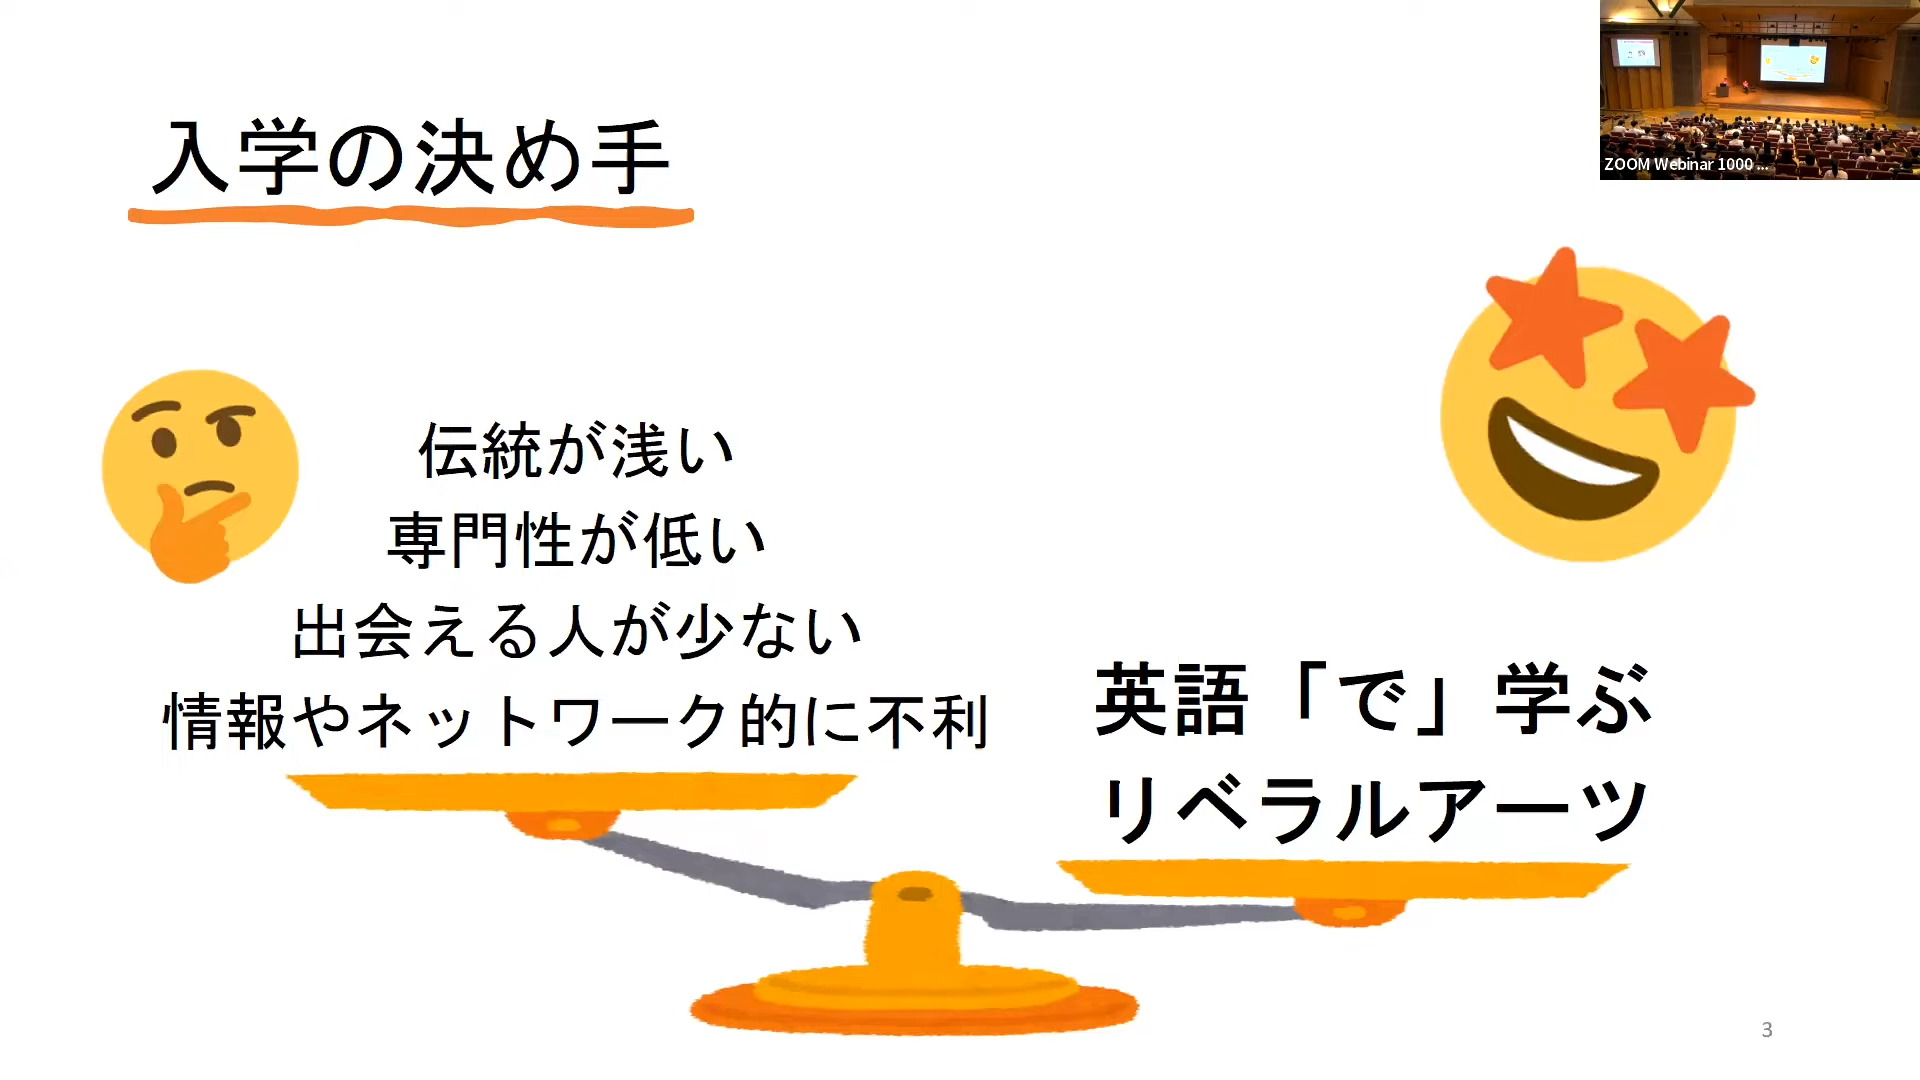 入学の決め手
ZOOM Webinar 1000 ...
伝統が浅い
専門性が低い
出会える人が少ない
情報やネットワーク的に不利
英語「で」学ぶ
リベラルアーツ
3